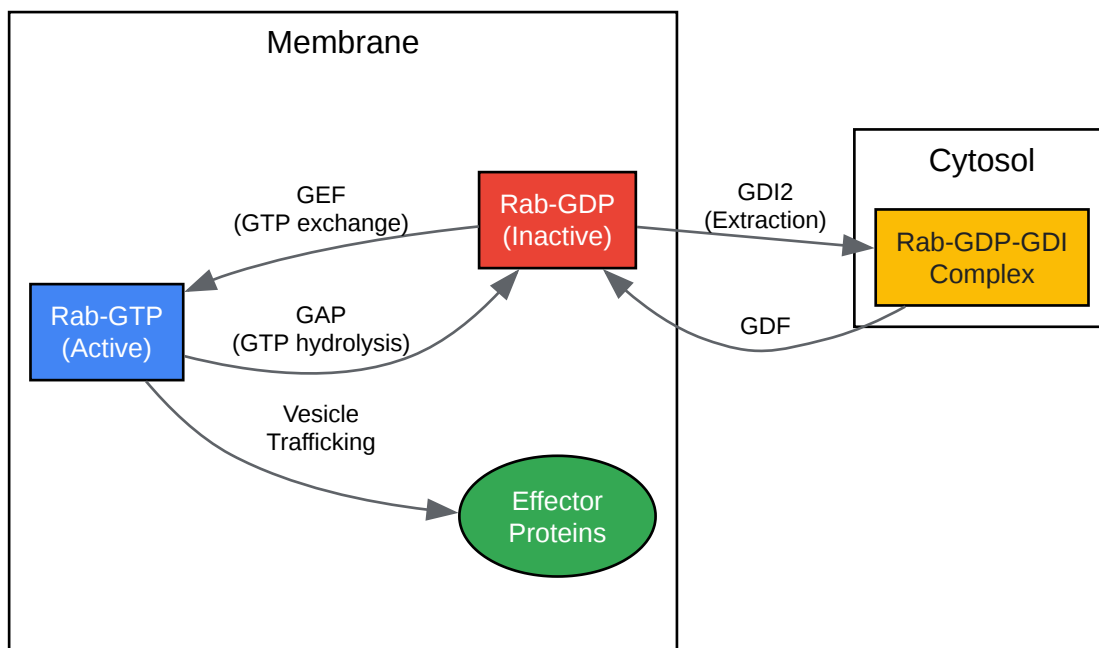 Membrane
Cytosol
GEF
(GTP exchange)
Rab-GDP
(Inactive)
GDI2
(Extraction)
Rab-GDP-GDI
Complex
Rab-GTP
(Active)
GAP
(GTP hydrolysis)
GDF
Vesicle
Trafficking
Effector
Proteins